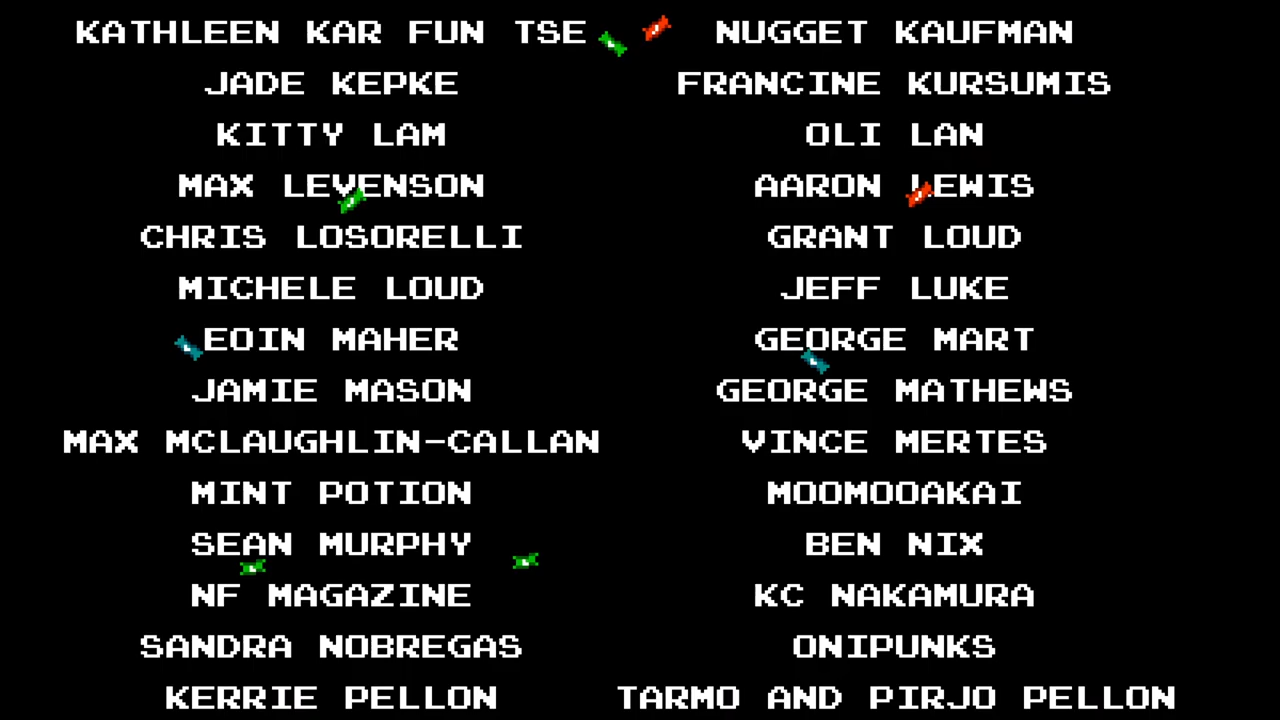 KATHLEEN KAR FUN TSE NUGGET KAUFMAN
JADE KEPKE FRANCINE KURSUMIS
KITTY LAM OLI LAN
MAX LEVENSON AARON LEWIS
CHRIS LOSORELLI GRANT LOUD
MICHELE LOUD JEFF LUKE
EOIN MAHER GEORGE MART
JAMIE MASON GEORGE MATHEWS
MAX MCLAUGHLIN-CALLAN VINCE MERTES
MINT POTION MOOMOOAKAI
SEAN MURPHY BEN NIX
NF MAGAZINE KC NAKAMURA
SANDRA NOBREGAS ONIPUNKS
KERRIE PELLON TARMO AND PIRJO PELLON